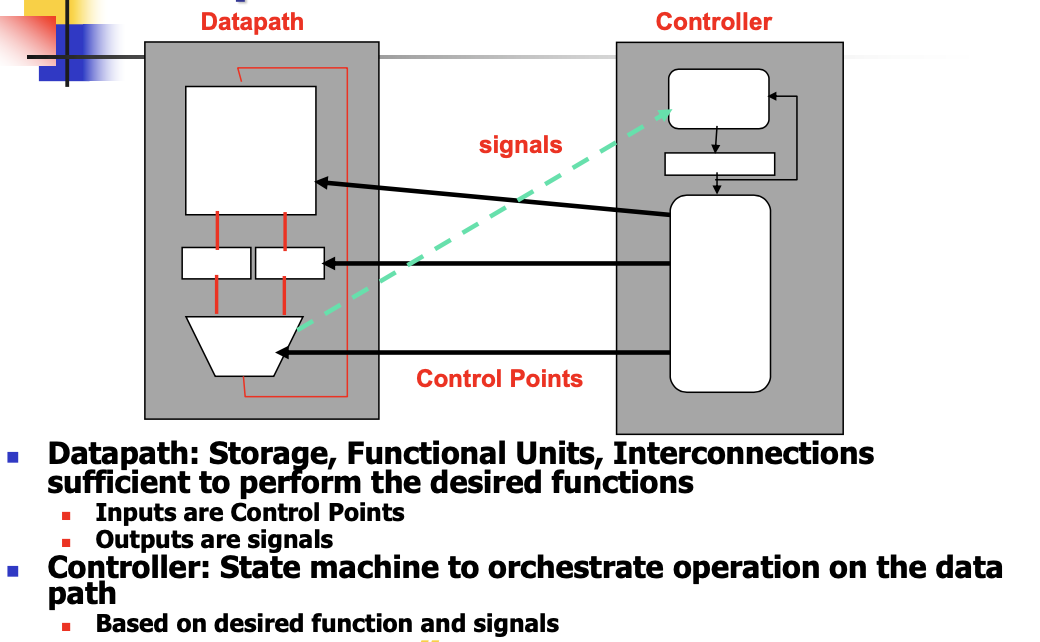 Datapath
Controller
signals
Control Points
Datapath: Storage, Functional Units, Interconnections
sufficient to perform the desired functions
Inputs are Control Points
Outputs are signals
Controller: State machine to orchestrate operation on the data
path
Based on desired function and signals